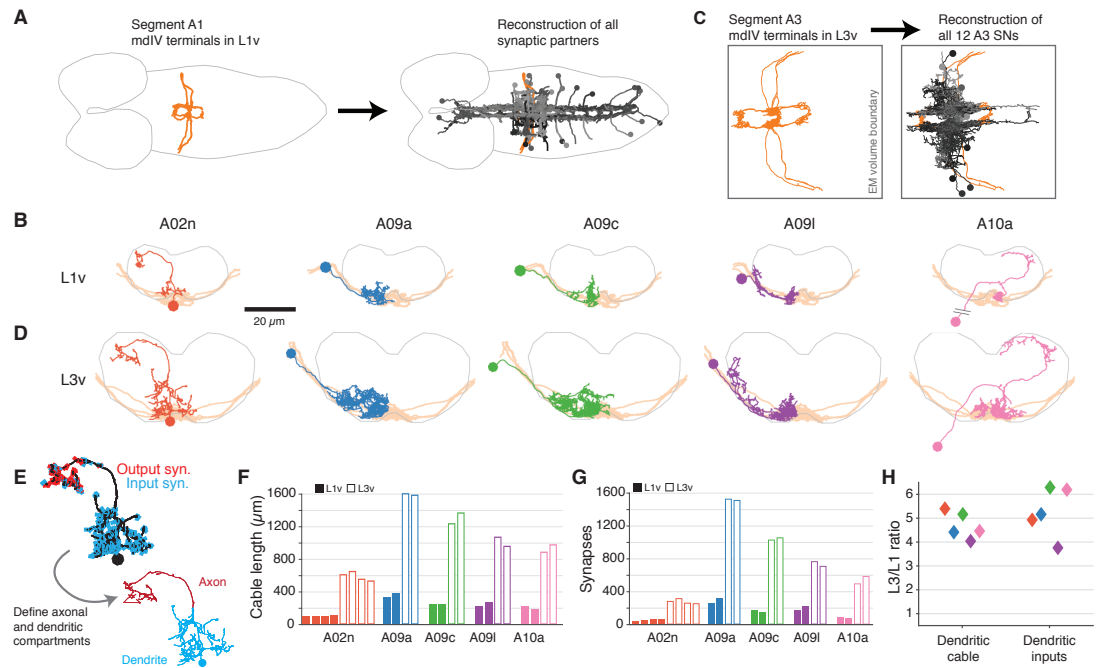 A
Segment A1
mdIV terminals in L1v
Reconstruction of all
synaptic partners
C
Segment A3
mdIV terminals in L3v
Reconstruction of
all 12 A3 SNs
EM volume boundary
B
A02n A09a A09c A09l A10a
L1v
20 µm
D
L3v
E
Output syn.
Input syn.
Define axonal
and dendritic
compartments
Axon
Dendrite
F
L1v L3v
Cable length (µm)
1600
1200
800
400
0
A02n A09a A09c A09l A10a
G
L1v L3v
Synapses
1600
1200
800
400
0
A02n A09a A09c A09l A10a
H
L3/L1 ratio
6
5
4
3
2
1
Dendritic
cable
Dendritic
inputs